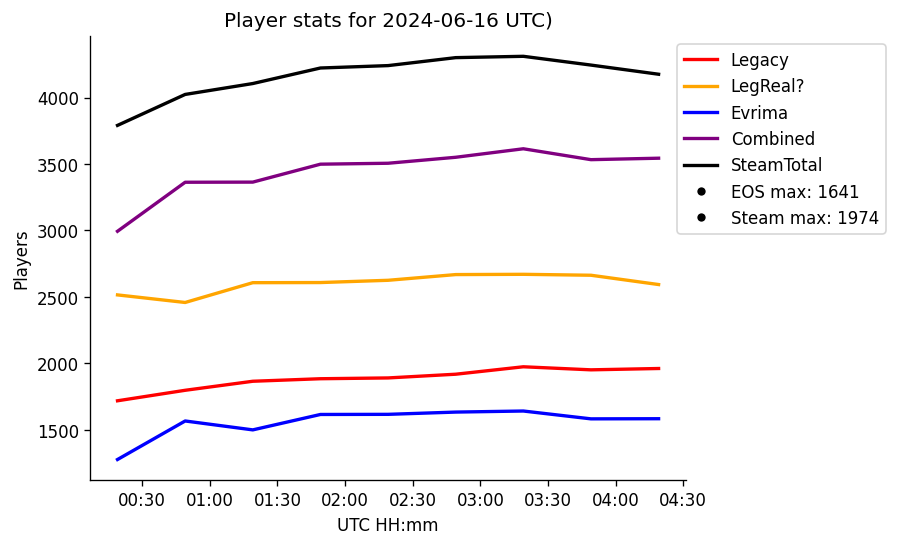 Player stats for 2024-06-16 UTC)
Legacy
LegReal?
Evrima
Combined
SteamTotal
EOS max: 1641
Steam max: 1974
Players
4000
3500
3000
2500
2000
1500
00:30 01:00 01:30 02:00 02:30 03:00 03:30 04:00 04:30
UTC HH:mm